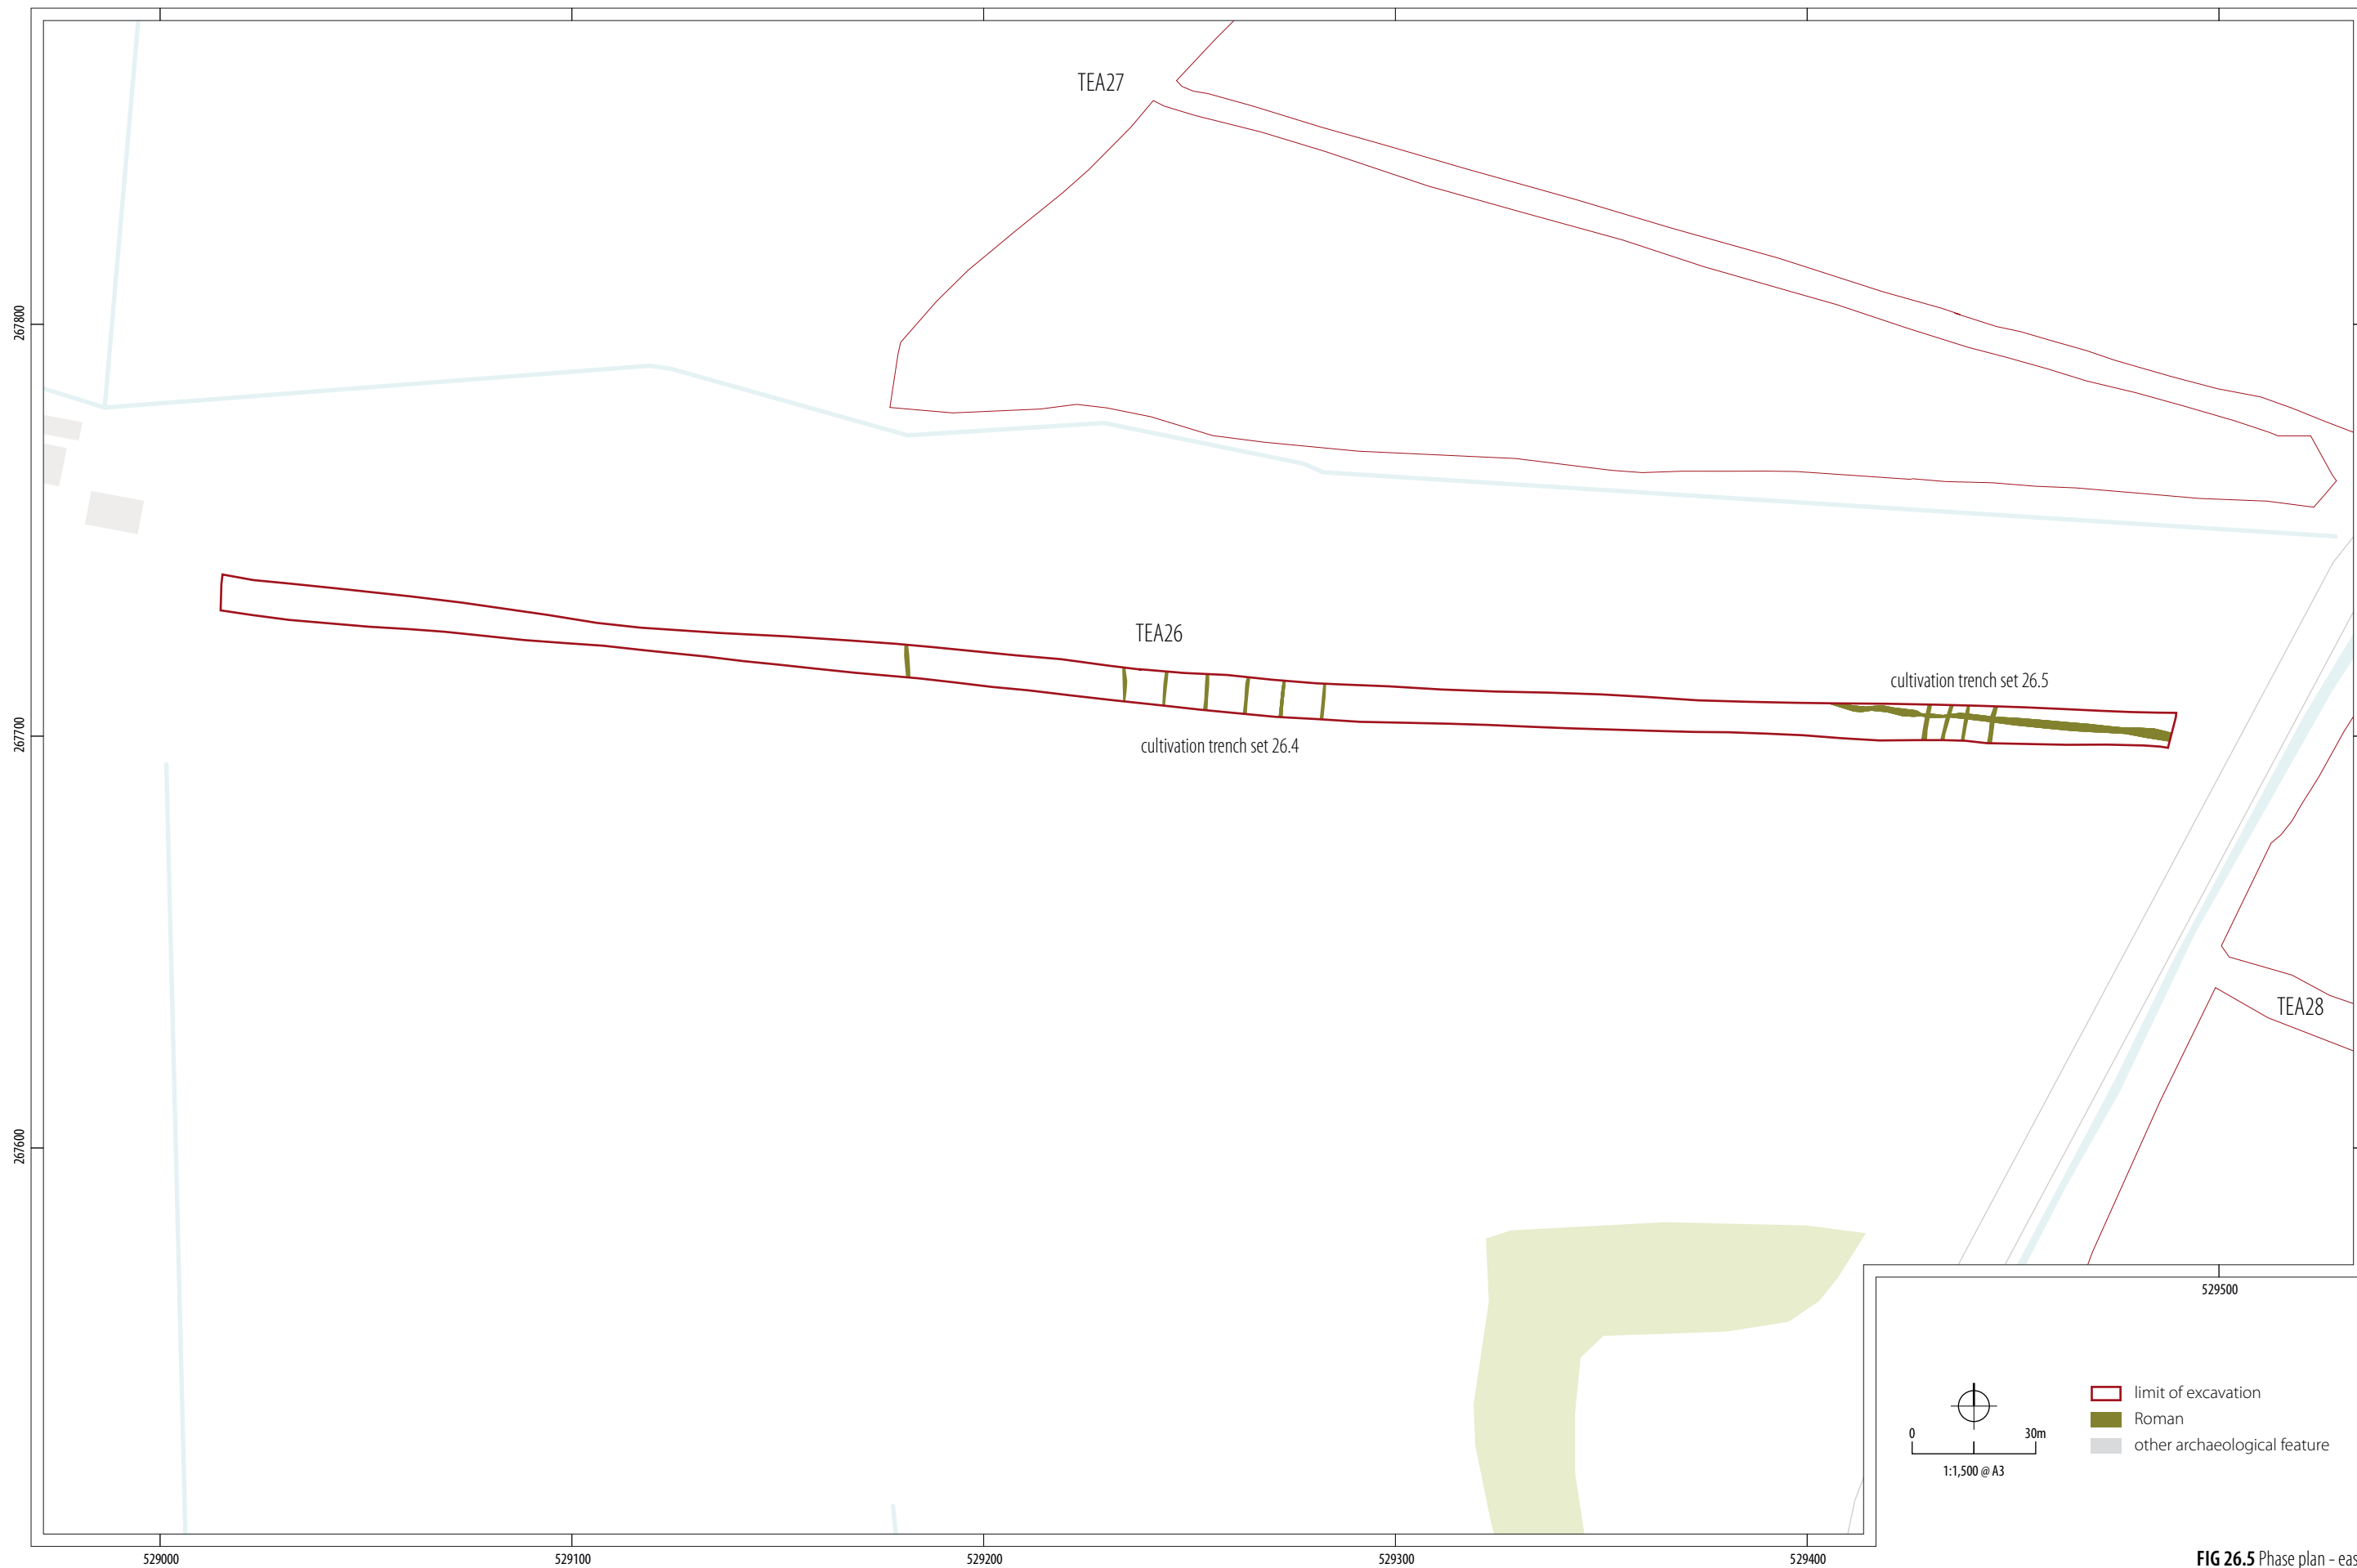 TEA27
267800
TEA26
cultivation trench set 26.5
267700
cultivation trench set 26.4
TEA28
267600
529500
limit of excavation
Roman
0 30m
other archaeological feature
1:1,500 @ A3
529000 529100 529200 529300 529400
FIG 26.5 Phase plan - eas